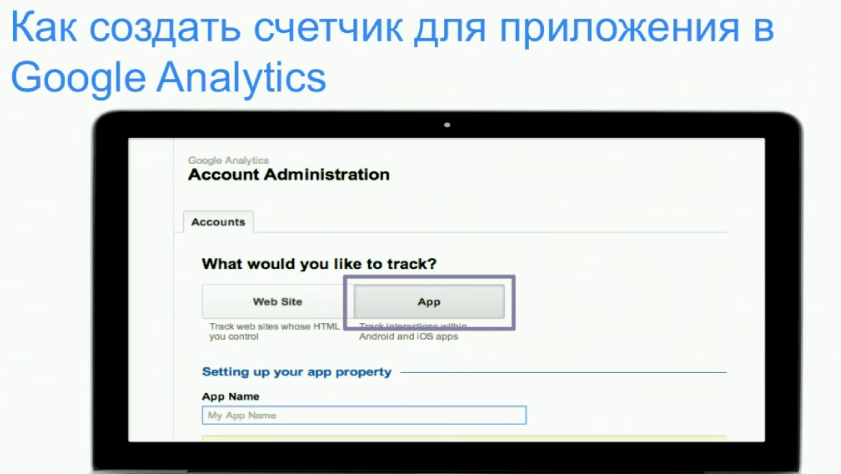 Как создать счетчик для приложения в
Google Analytics
Google Analytics
Account Administration
Accounts
What would you like to track?
Web Site
App
Track web sites whose HTML
you control
Track interactions within
Android and iOS apps
Setting up your app property
App Name
My App Name